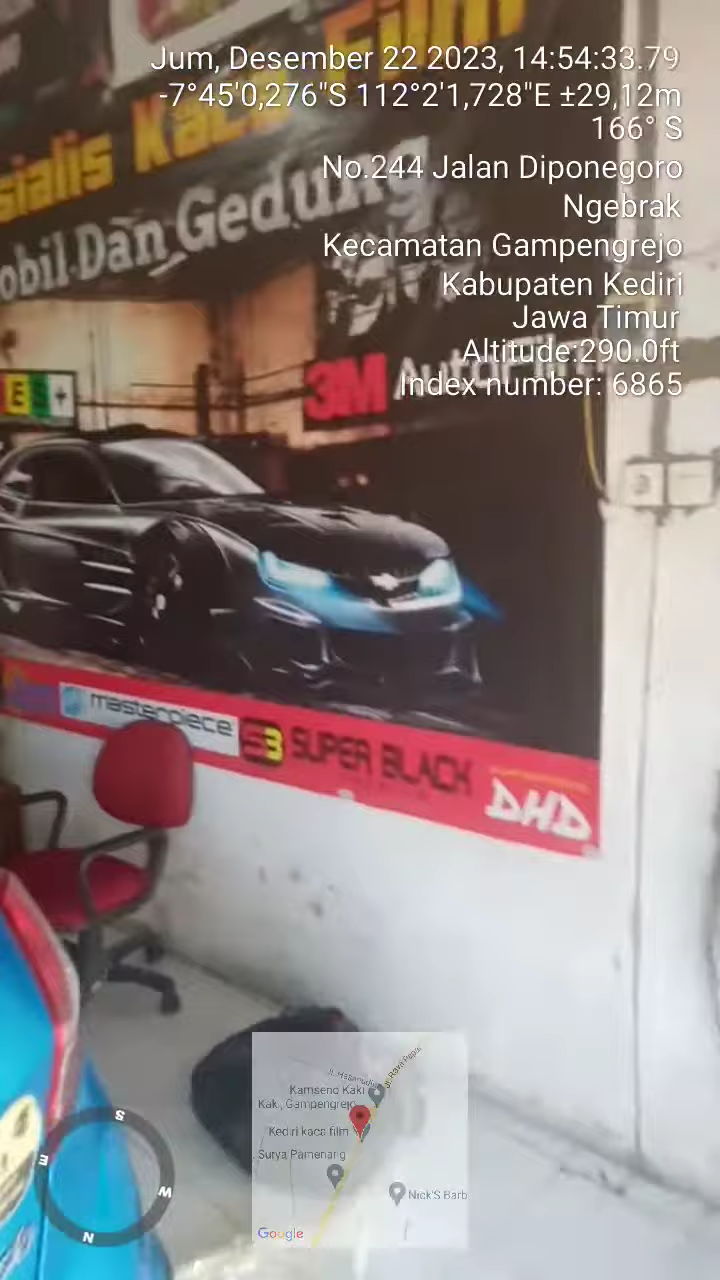 Jum, Desember 22 2023, 14:54:33.79
-7°45'0,276"S 112°2'1,728"E ±29,12m
166° S
No.244 Jalan Diponegoro
Ngebrak
Kecamatan Gampengrejo
Kabupaten Kediri
Jawa Timur
Altitude:290.0ft
Index number: 6865
sialis Kaca Film
obil Dan Gedung
3M AutoFilm
E
masterpiece
SUPER BLACK
DHD
Kamseno Kaki
Kak., Gampengrejo
Kediri kaca film
Surya Pamenang
Nick'S Barb
Google
S
E
W
N